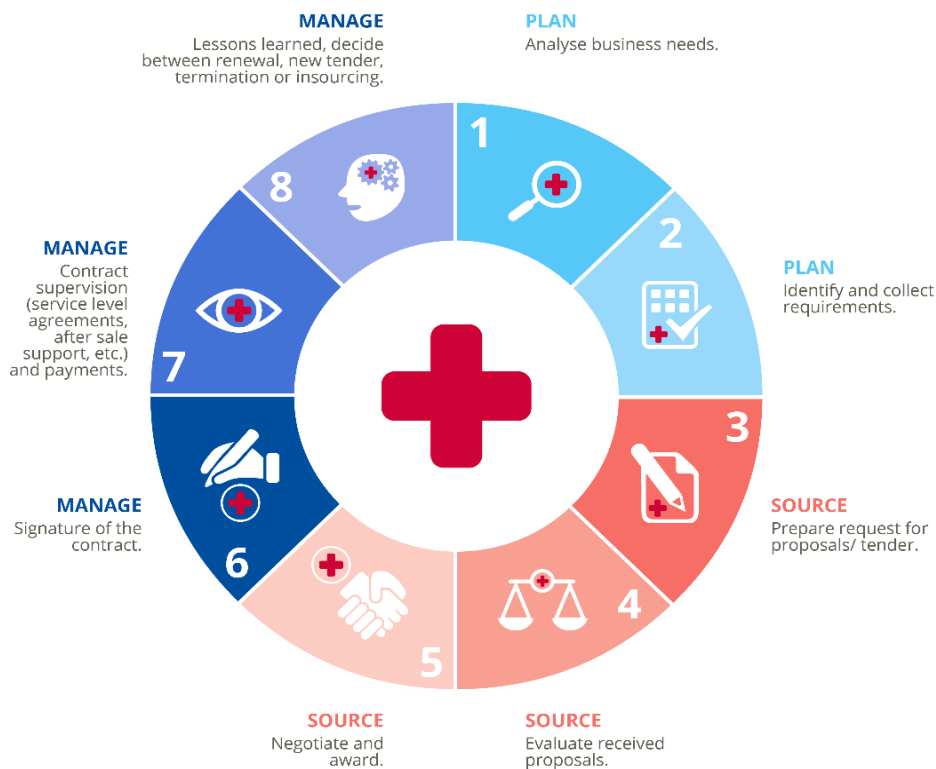 MANAGE
Lessons learned, decide
between renewal, new tender,
termination or insourcing.
PLAN
Analyse business needs.
1
2
PLAN
Identify and collect
requirements.
3
SOURCE
Prepare request for
proposals/ tender.
4
SOURCE
Evaluate received
proposals.
5
SOURCE
Negotiate and
award.
6
MANAGE
Signature of the
contract.
7
MANAGE
Contract
supervision
(service level
agreements,
after sale
support, etc.)
and payments.
8